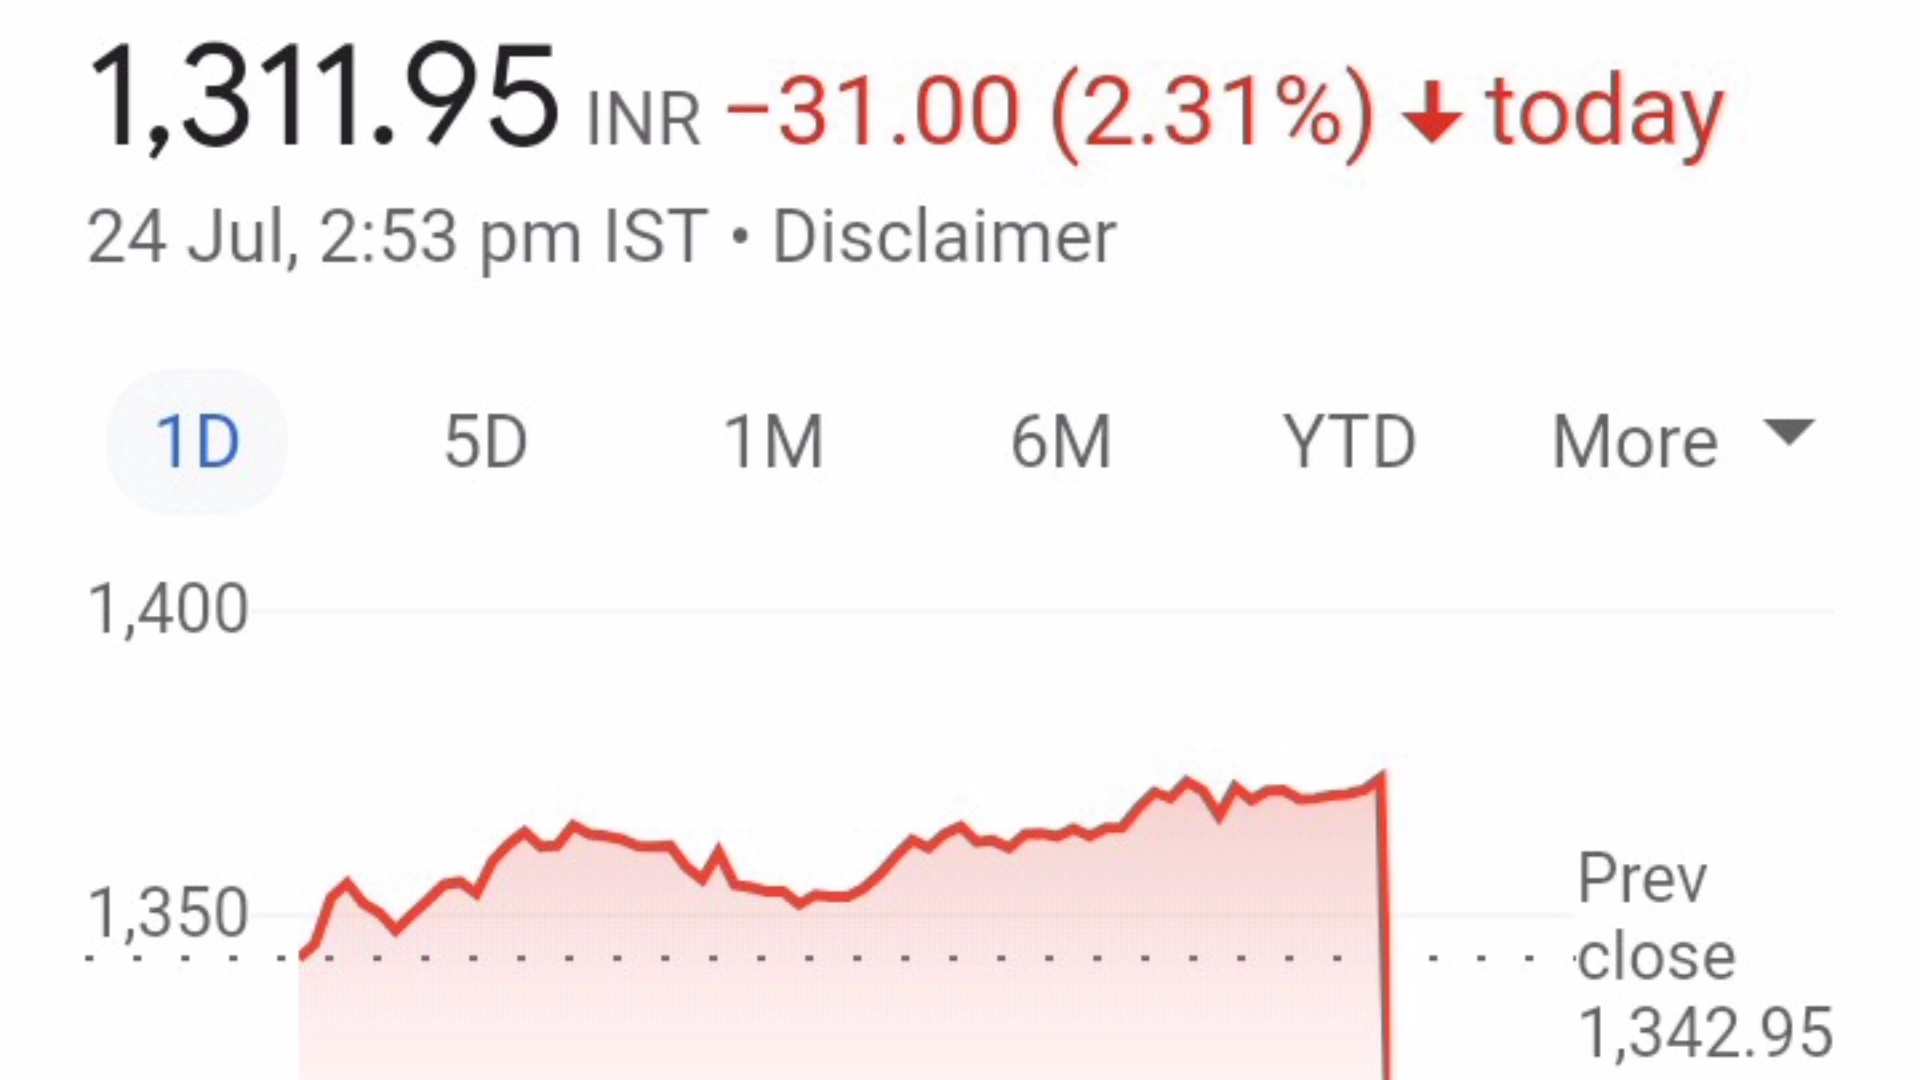 1,311.95 INR −31.00 (2.31%) ↓ today
24 Jul, 2:53 pm IST • Disclaimer
1D 5D 1M 6M YTD More
1,400
1,350
Prev
close
1,342.95